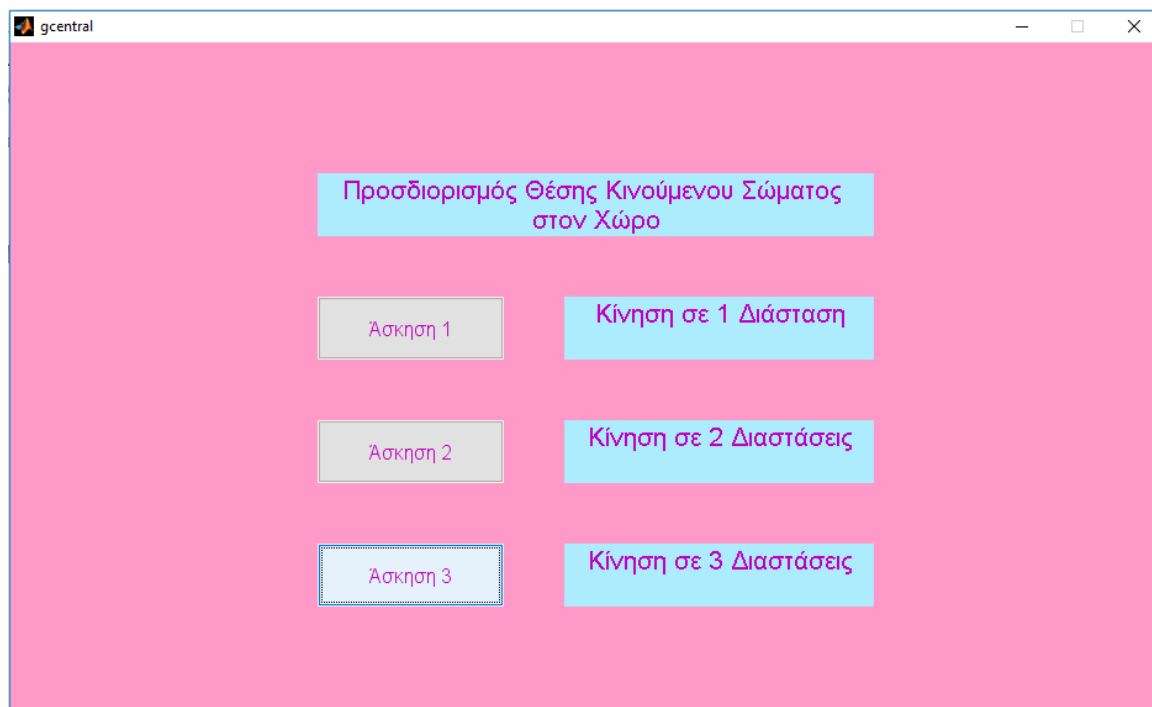 gcentral
Προσδιορισμός Θέσης Κινούμενου Σώματος
στον Χώρο
Άσκηση 1
Κίνηση σε 1 Διάσταση
Άσκηση 2
Κίνηση σε 2 Διαστάσεις
Άσκηση 3
Κίνηση σε 3 Διαστάσεις